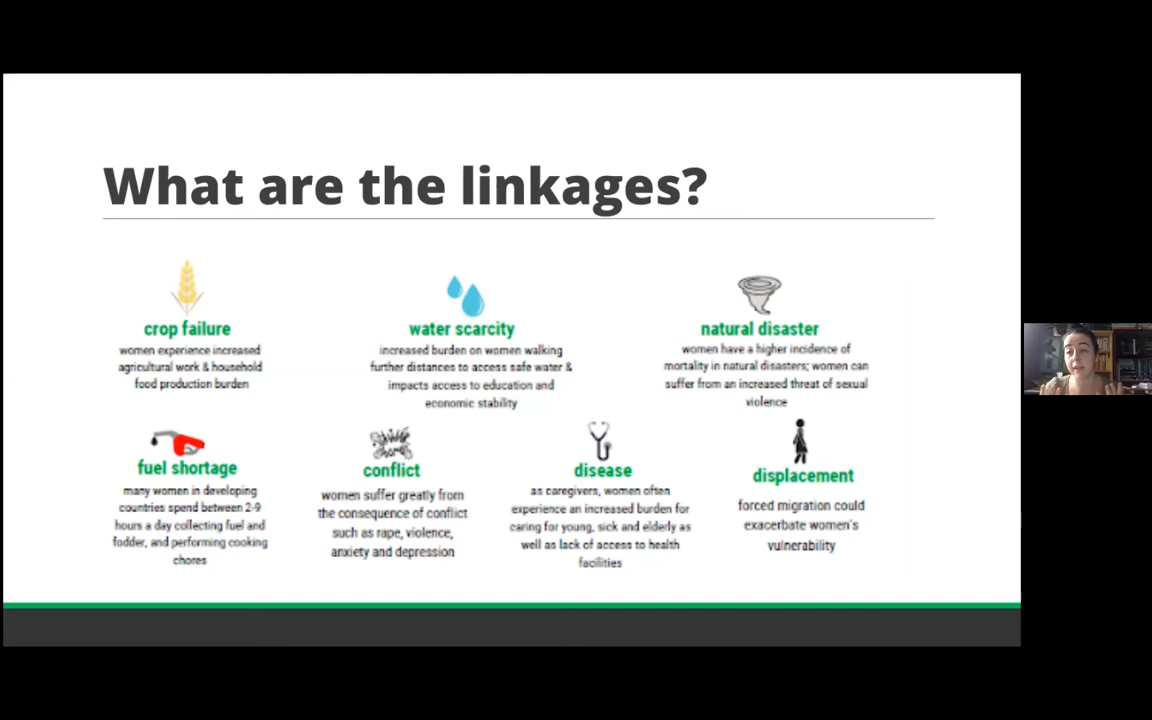 What are the linkages?
crop failure
women experience increased
agricultural work & household
food production burden
water scarcity
increased burden on women walking
further distances to access safe water &
impacts access to education and
economic stability
natural disaster
women have a higher incidence of
mortality in natural disasters; women can
suffer from an increased threat of sexual
violence
fuel shortage
many women in developing
countries spend between 2-9
hours a day collecting fuel and
fodder, and performing cooking
chores
conflict
women suffer greatly from
the consequence of conflict
such as rape, violence,
anxiety and depression
disease
as caregivers, women often
experience an increased burden for
caring for young, sick and elderly as
well as lack of access to health
facilities
displacement
forced migration could
exacerbate women's
vulnerability